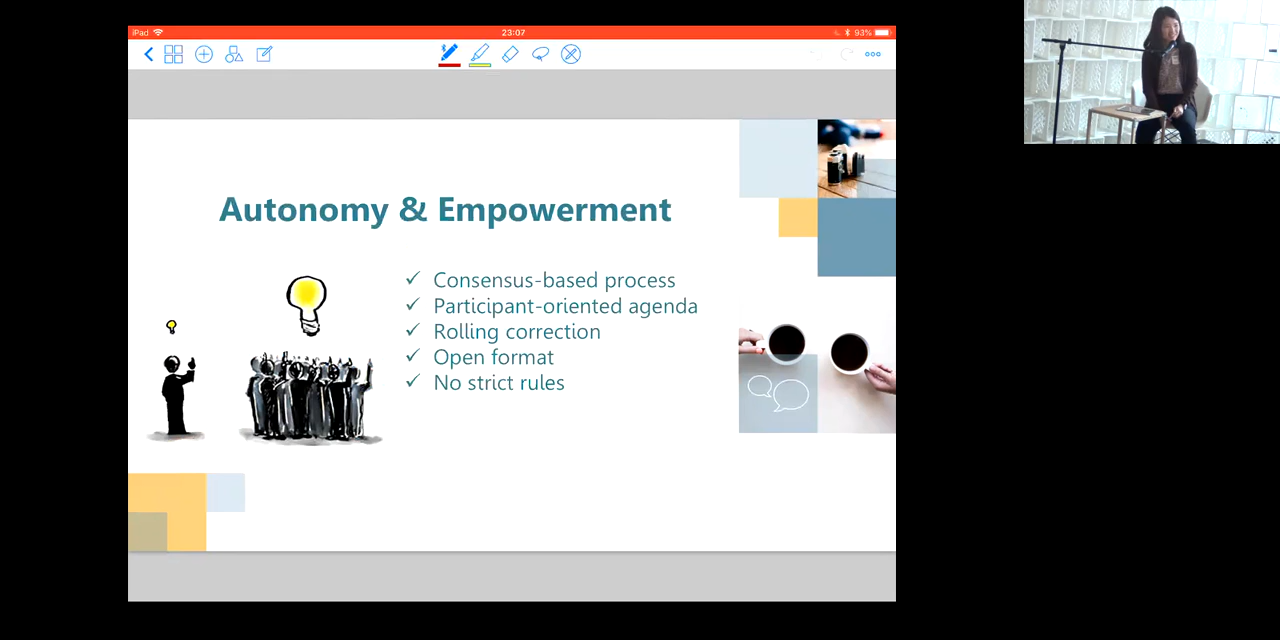 iPad
23:07
93%
Autonomy & Empowerment
✓ Consensus-based process
✓ Participant-oriented agenda
✓ Rolling correction
✓ Open format
✓ No strict rules